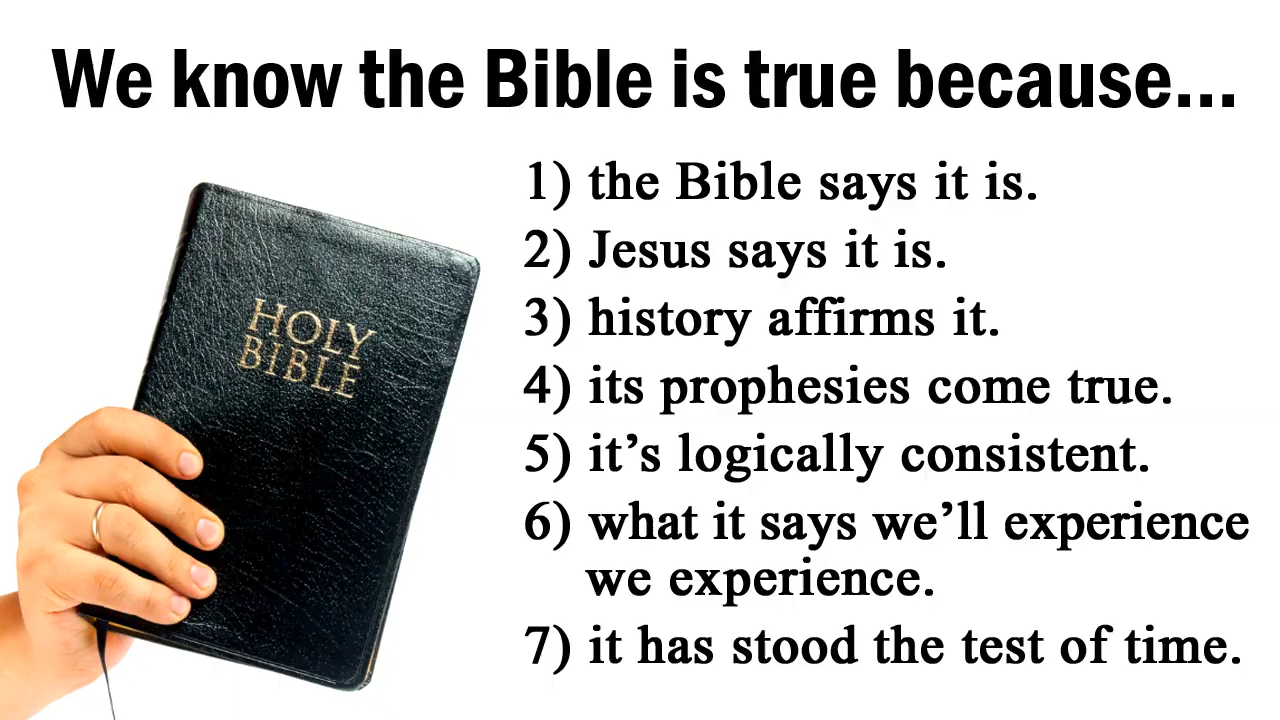 We know the Bible is true because...
HOLY
BIBLE
1) the Bible says it is.
2) Jesus says it is.
3) history affirms it.
4) its prophesies come true.
5) it’s logically consistent.
6) what it says we’ll experience
we experience.
7) it has stood the test of time.